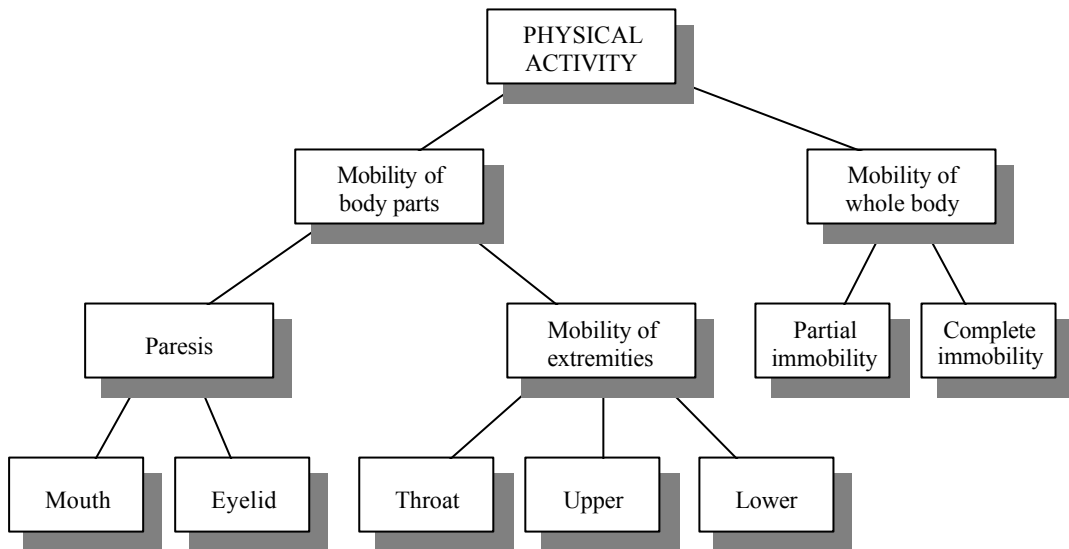 PHYSICAL
ACTIVITY
Mobility of
body parts
Mobility of
whole body
Paresis
Mobility of
extremities
Partial
immobility
Complete
immobility
Mouth
Eyelid
Throat
Upper
Lower